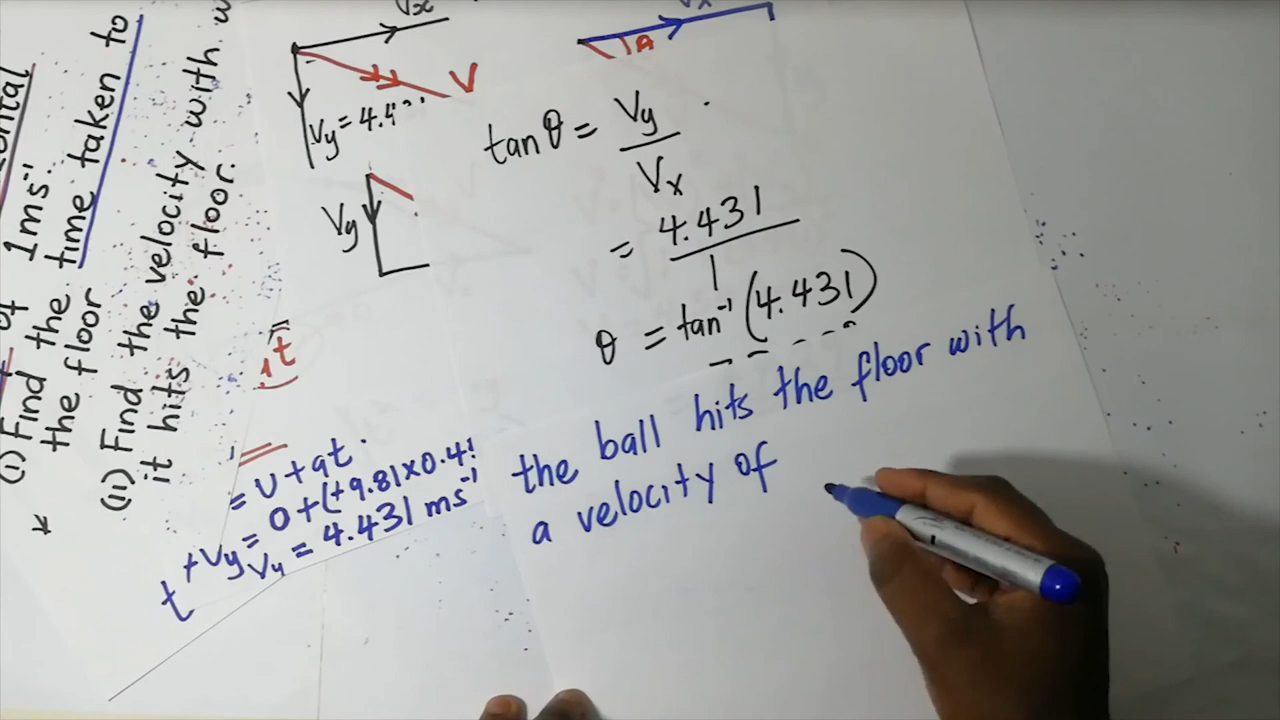 1ms⁻¹.
(i) Find the time taken to
the floor
(ii) Find the velocity with
it hits the floor.
Vx
V
Vy = 4.4
Vy
t
= u + at.
+Vy = 0 + (+9.81 x 0.4
Vy = 4.431 ms⁻¹
t
Vx
tan θ = Vy / Vx
= 4.431 / 1
θ = tan⁻¹ (4.431)
the ball hits the floor with
a velocity of